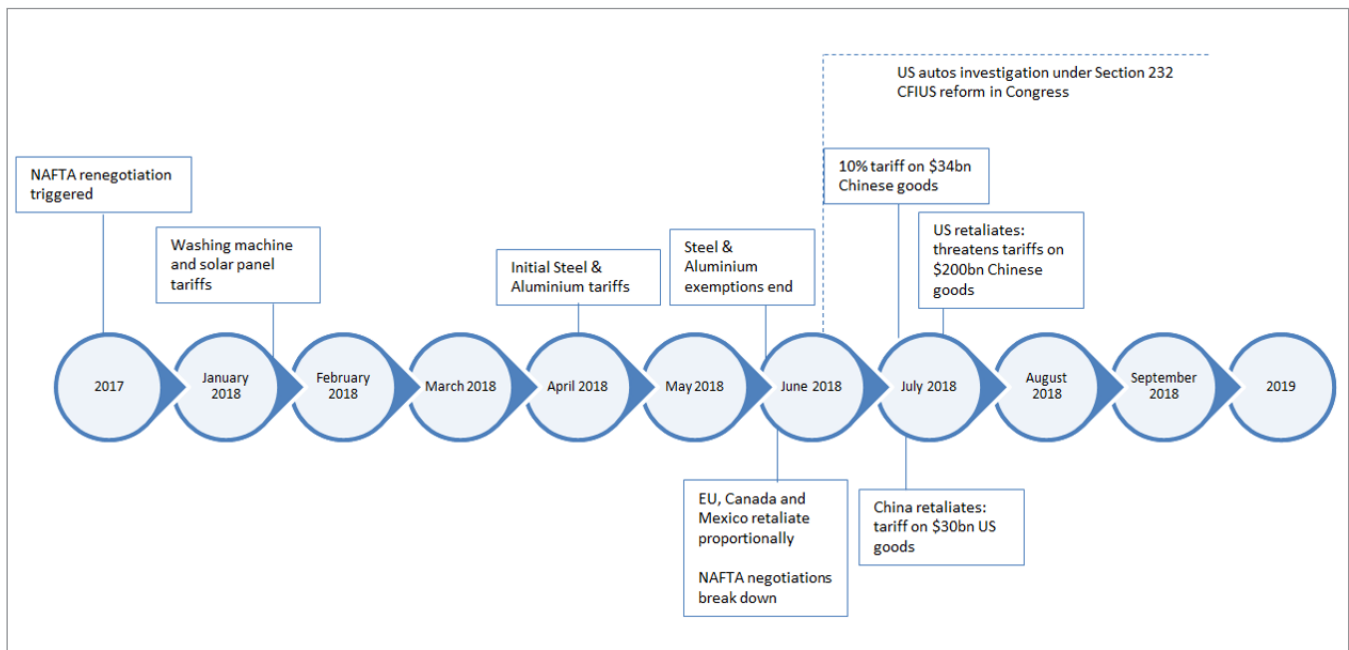 US autos investigation under Section 232
CFIUS reform in Congress
NAFTA renegotiation
triggered
Washing machine
and solar panel
tariffs
Initial Steel &
Aluminium tariffs
Steel &
Aluminium
exemptions end
10% tariff on $34bn
Chinese goods
US retaliates:
threatens tariffs on
$200bn Chinese
goods
2017
January
2018
February
2018
March 2018
April 2018
May 2018
June 2018
July 2018
August
2018
September
2018
2019
EU, Canada and
Mexico retaliate
proportionally
NAFTA negotiations
break down
China retaliates:
tariff on $30bn US
goods